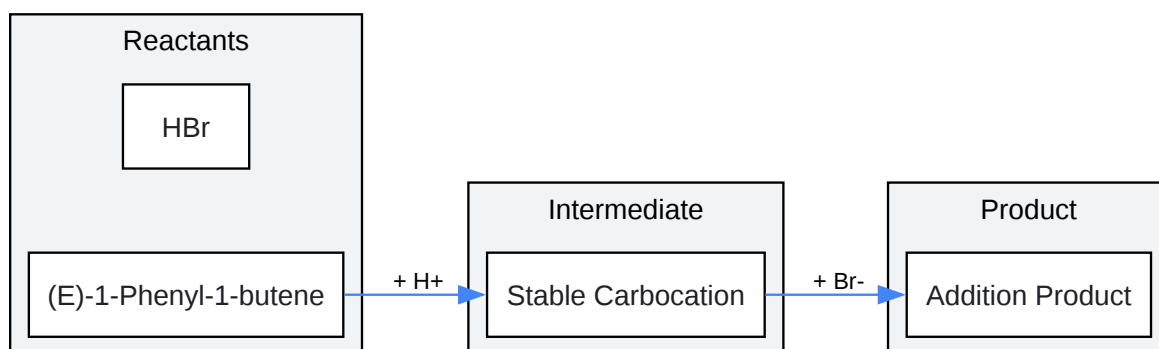 Reactants
HBr
(E)-1-Phenyl-1-butene
+ H+
Intermediate
Stable Carbocation
+ Br-
Product
Addition Product